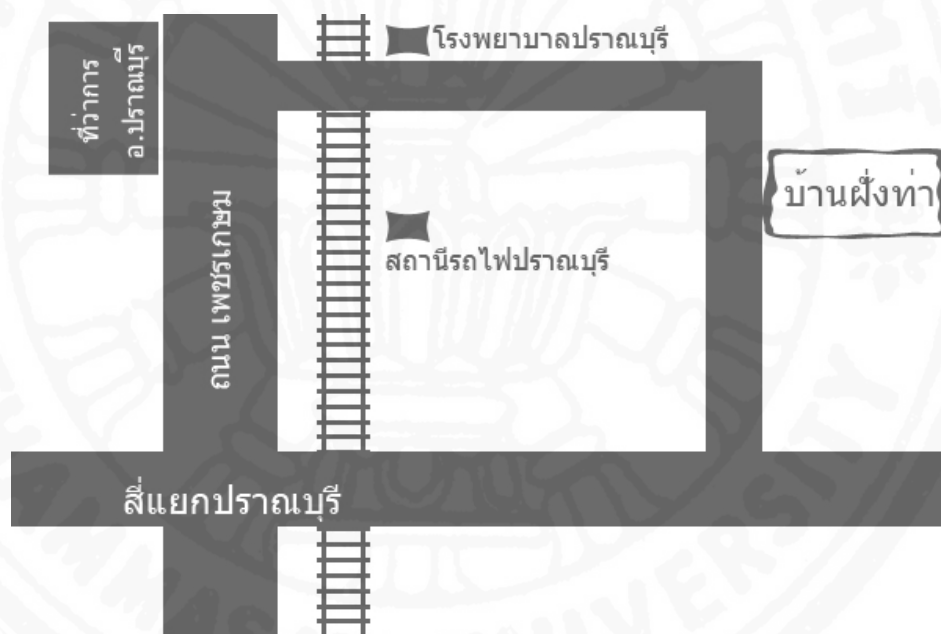 โรงพยาบาลปราณบุรี
ที่ว่าการ
อ.ปราณบุรี
บ้านฝั่งท่า
ถนน เพชรเกษม
สถานีรถไฟปราณบุรี
สี่แยกปราณบุรี